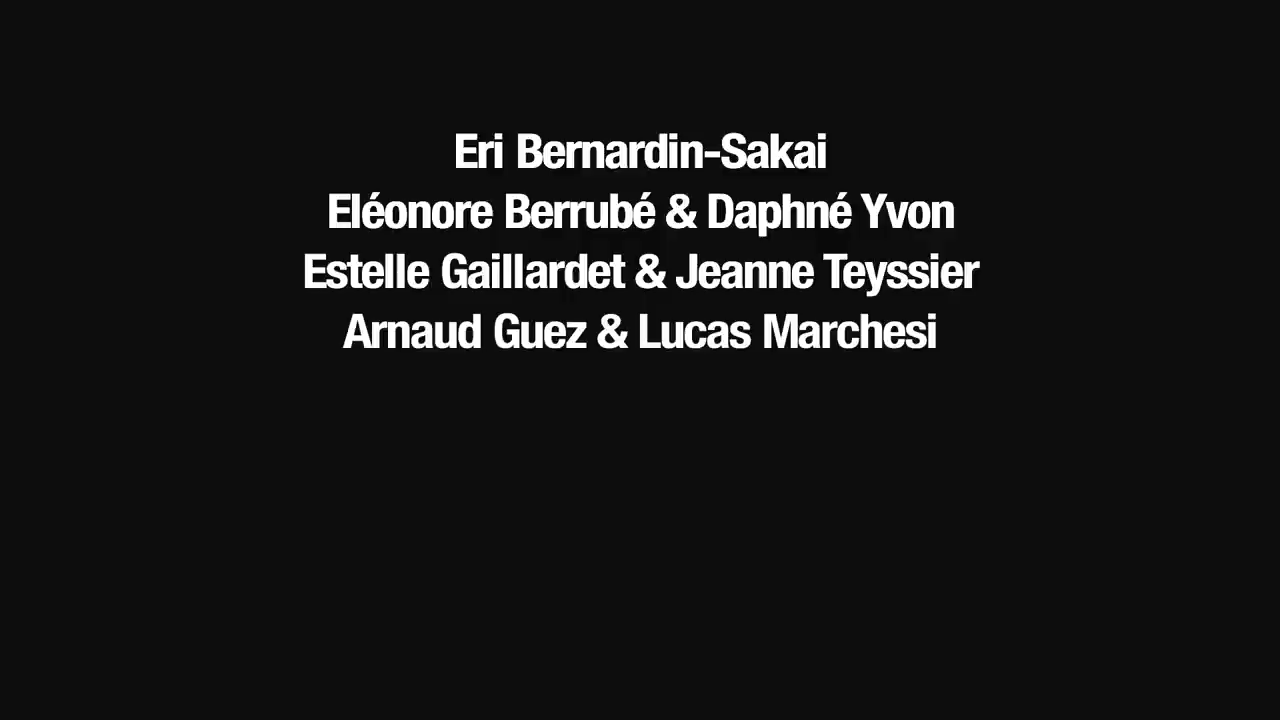 Eri Bernardin-Sakai
Eléonore Berrubé & Daphné Yvon
Estelle Gaillardet & Jeanne Teyssier
Arnaud Guez & Lucas Marchesi